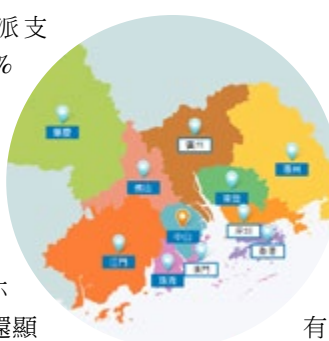 派支
%
肇慶
廣州
惠州
佛山
東莞
中山
深圳
香港
江門
澳門
珠海
還顯
有